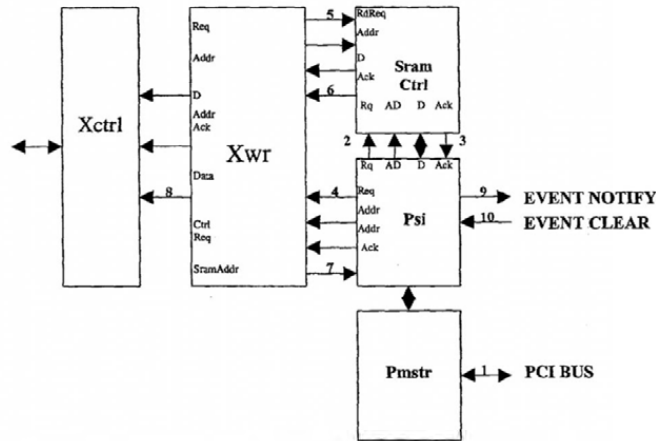 Xctrl
Req
Addr
D
Addr
Ack
Xwr
Data
Ctrl
Req
SramAddr
8
5
6
4
7
RdReq
Addr
D
Ack
Sram
Ctrl
Rq AD D Ack
2 3
Rq AD D Ack
Req
Addr
Addr
Ack
Psi
9 EVENT NOTIFY
10 EVENT CLEAR
Pmstr
1 PCI BUS